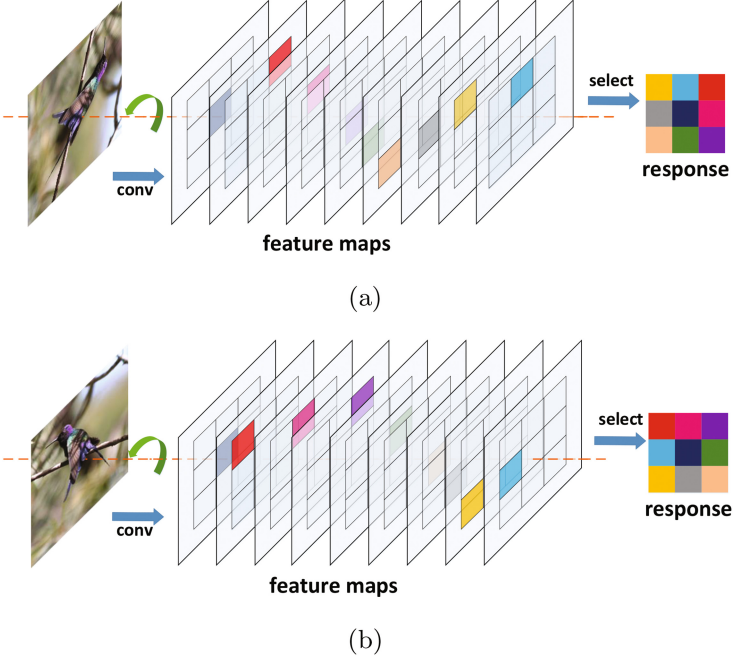 select
conv
response
feature maps
(a)
select
conv
response
feature maps
(b)